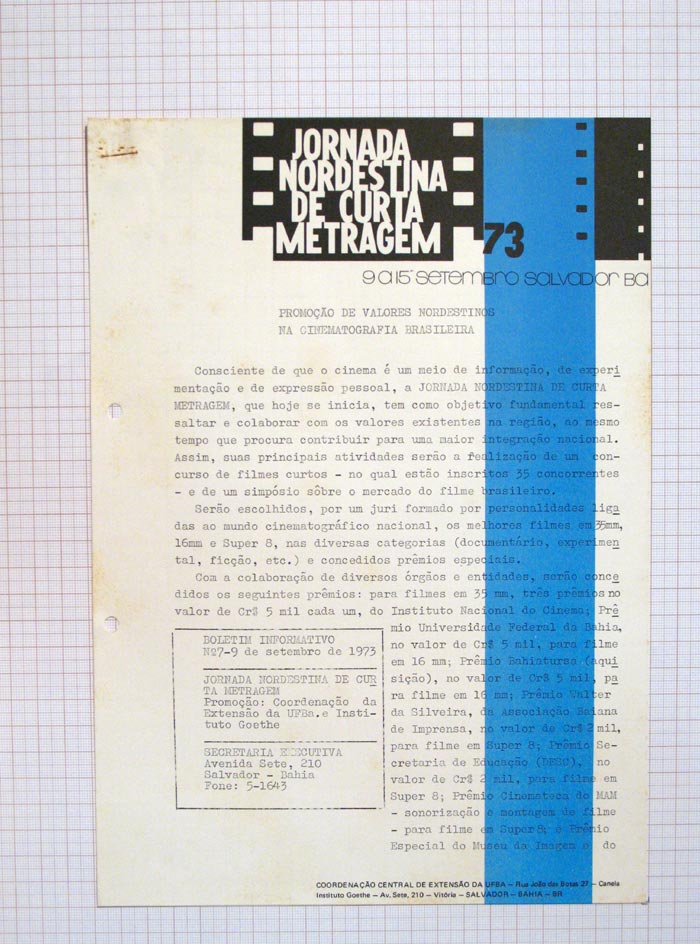 JORNADA
NORDESTINA
DE CURTA
METRAGEM 73
9 a 15 setembro salvador ba
PROMOÇÃO DE VALORES NORDESTINOS
NA CINEMATOGRAFIA BRASILEIRA
Consciente de que o cinema é um meio de informação, de experi
mentação e de expressão pessoal, a JORNADA NORDESTINA DE CURTA
METRAGEM, que hoje se inicia, tem como objetivo fundamental res-
saltar e colaborar com os valores existentes na região, ao mesmo
tempo que procura contribuir para uma maior integração nacional.
Assim, suas principais atividades serão a realização de um con-
curso de filmes curtos - no qual estão inscritos 35 concorrentes
- e de um simpósio sôbre o mercado do filme brasileiro.
Serão escolhidos, por um juri formado por personalidades liga
das ao mundo cinematográfico nacional, os melhores filmes em 35mm,
16mm e Super 8, nas diversas categorias (documentário, experimen
tal, ficção, etc.) e concedidos prêmios especiais.
Com a colaboração de diversos órgãos e entidades, serão conce
didos os seguintes prêmios: para filmes em 35 mm, três prêmios no
valor de Cr$ 5 mil cada um, do Instituto Nacional do Cinema; Prê
mio Universidade Federal da Bahia,
no valor de Cr$ 5 mil, para filme
em 16 mm; Prêmio Bahiatursa (aqui
sição), no valor de Cr$ 5 mil, pa
ra filme em 16 mm; Prêmio Walter
da Silveira, da Associação Baiana
de Imprensa, no valor de Cr$ 2 mil,
para filme em Super 8; Prêmio Se-
cretaria de Educação (DESC), no
valor de Cr$ 2 mil, para filme em
Super 8; Prêmio Cinemateca do MAM
- sonorização e montagem de filme
- para filme em Super 8; e Prêmio
Especial do Museu da Imagem e do
BOLETIM INFORMATIVO
Nº7-9 de setembro de 1973
JORNADA NORDESTINA DE CUR
TA METRAGEM
Promoção: Coordenação da
Extensão da UFBa. e Insti-
tuto Goethe
SECRETARIA EXECUTIVA
Avenida Sete, 210
Salvador - Bahia
Fone: 5-1643
COORDENAÇÃO CENTRAL DE EXTENSÃO DA UFBA — Rua João das Botas 27 — Canela
Instituto Goethe — Av. Sete, 210 — Vitória — SALVADOR — BAHIA — BR